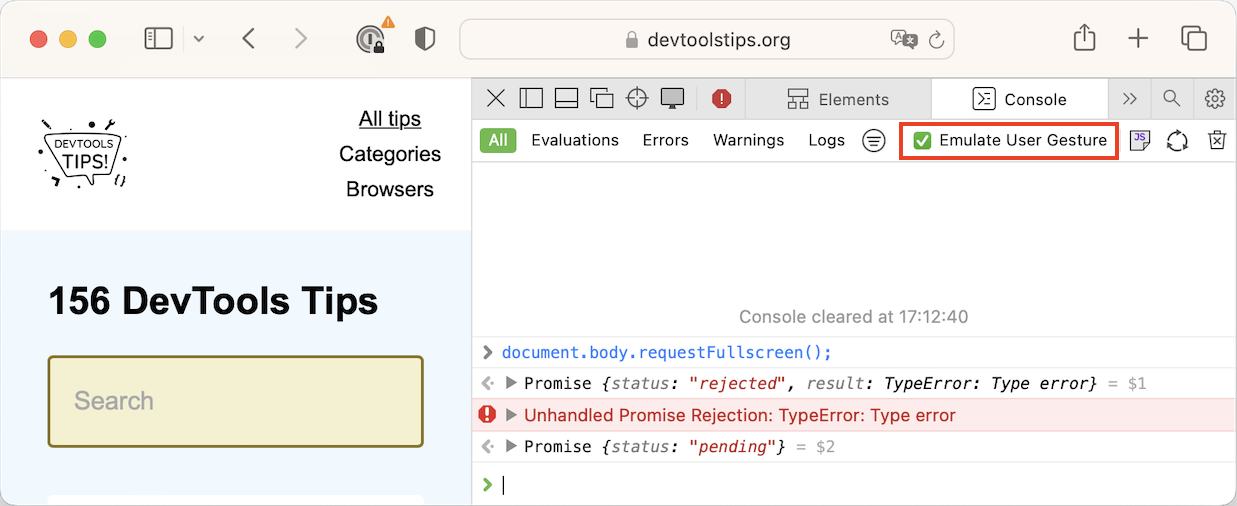 devtoolstips.org
Elements
Console
All
Evaluations
Errors
Warnings
Logs
Emulate User Gesture
JS
DEVTOOLS
TIPS!
All tips
Categories
Browsers
156 DevTools Tips
Search
Console cleared at 17:12:40
document.body.requestFullscreen();
Promise {status: "rejected", result: TypeError: Type error} = $1
Unhandled Promise Rejection: TypeError: Type error
Promise {status: "pending"} = $2